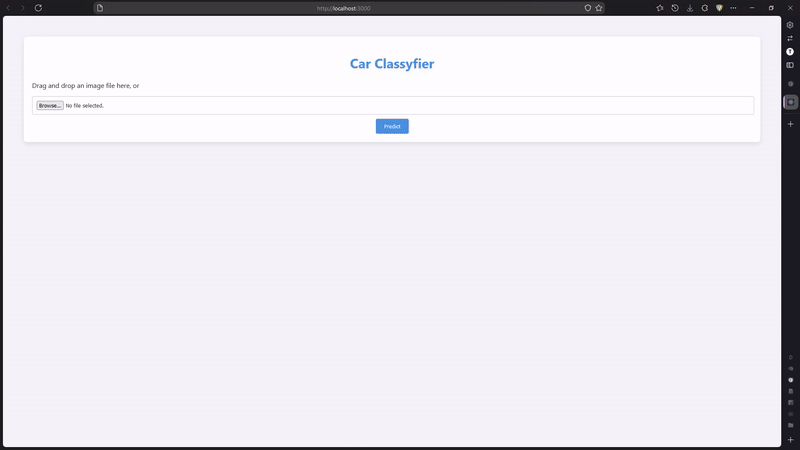 http://localhost:3000
Car Classyfier
Drag and drop an image file here, or
Browse... No file selected.
Predict